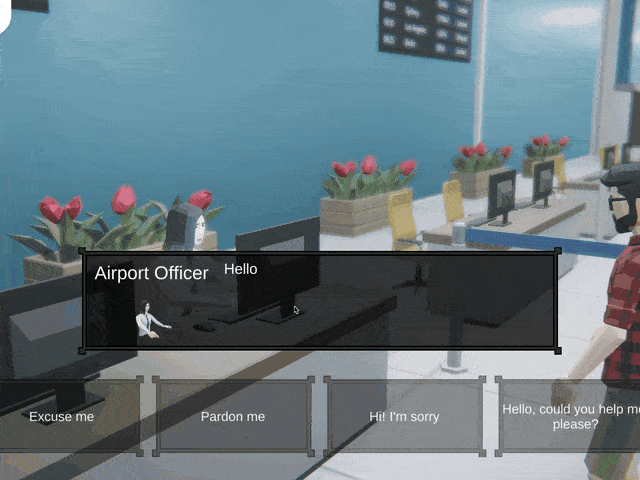 Airport Officer
Hello
Excuse me
Pardon me
Hi! I'm sorry
Hello, could you help me
please?